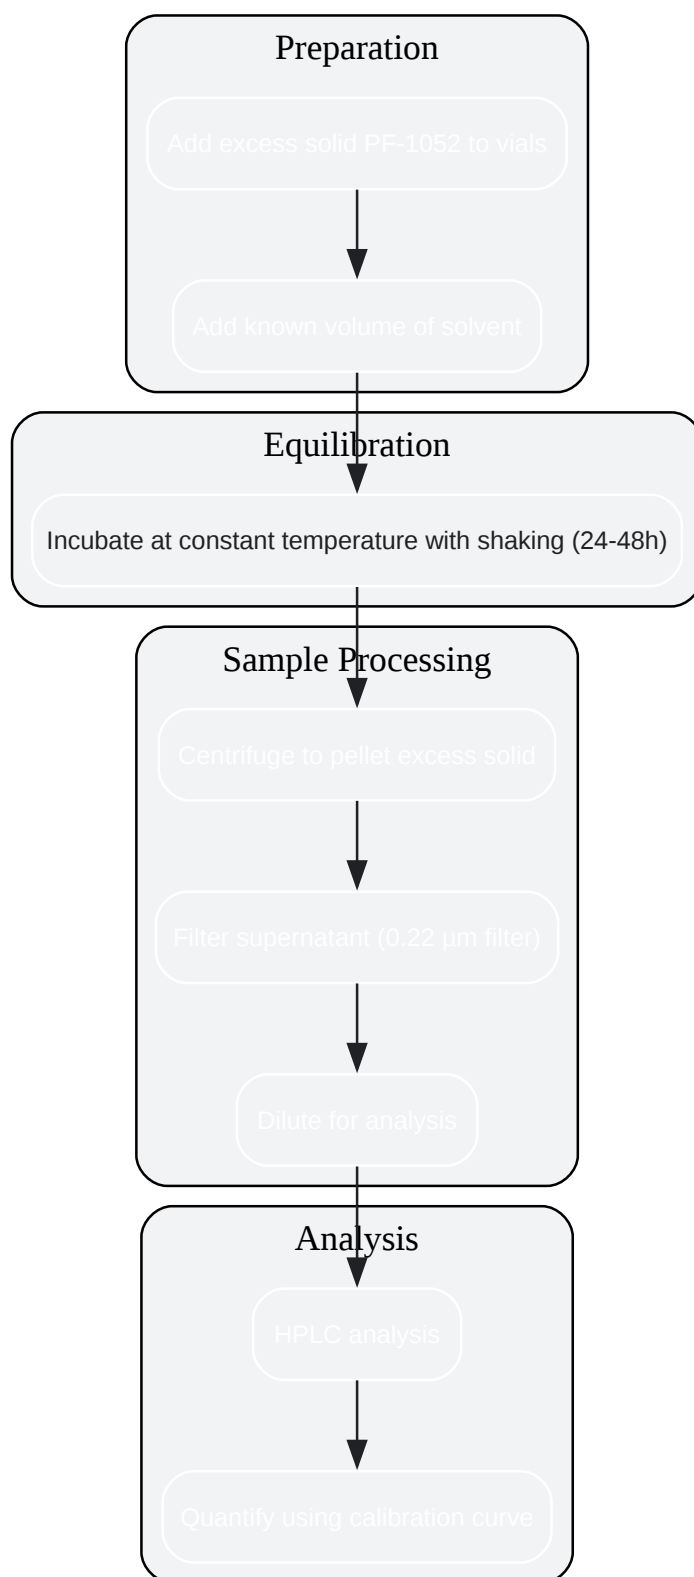 Preparation
Add excess solid PF-1052 to vials
Add known volume of solvent
Equilibration
Incubate at constant temperature with shaking (24-48h)
Sample Processing
Centrifuge to pellet excess solid
Filter supernatant (0.22 µm filter)
Dilute for analysis
Analysis
HPLC analysis
Quantify using calibration curve